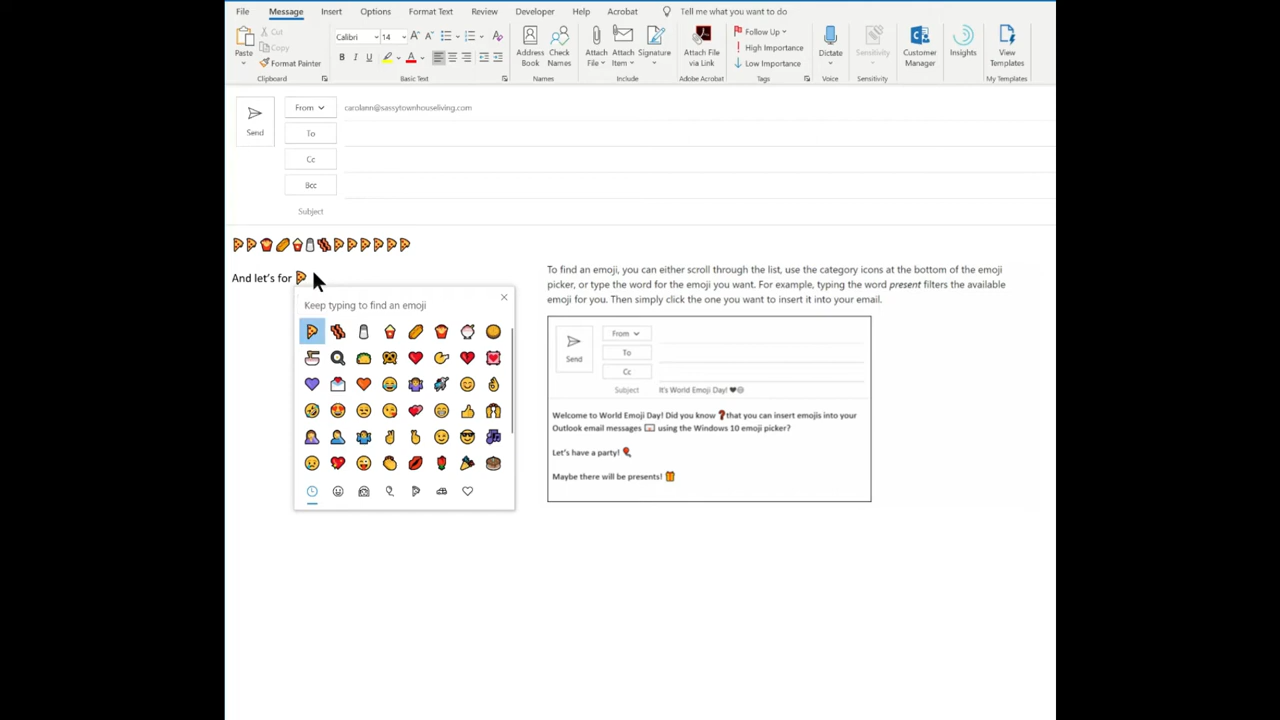 File Message Insert Options Format Text Review Developer Help Acrobat Tell me what you want to do
Paste
Cut
Copy
Format Painter
Clipboard
Calibri 14
B I U
Basic Text
Address Book
Check Names
Names
Attach File
Attach Item
Signature
Include
Attach File via Link
Adobe Acrobat
Follow Up
High Importance
Low Importance
Tags
Dictate
Voice
Sensitivity
Sensitivity
Customer Manager
Insights
View Templates
My Templates
Send
From carolann@sassytownhouseliving.com
To
Cc
Bcc
Subject
🍕🍕🍟🥖🍿🧂🥓🍕🍕🍕🍕🍕🍕
And let's for 🍕
Keep typing to find an emoji
To find an emoji, you can either scroll through the list, use the category icons at the bottom of the emoji
picker, or type the word for the emoji you want. For example, typing the word present filters the available
emoji for you. Then simply click the one you want to insert it into your email.
Send
From
To
Cc
Subject It's World Emoji Day! ❤😊
Welcome to World Emoji Day! Did you know ❓that you can insert emojis into your
Outlook email messages 💌 using the Windows 10 emoji picker?
Let's have a party! 🎈
Maybe there will be presents! 🎁